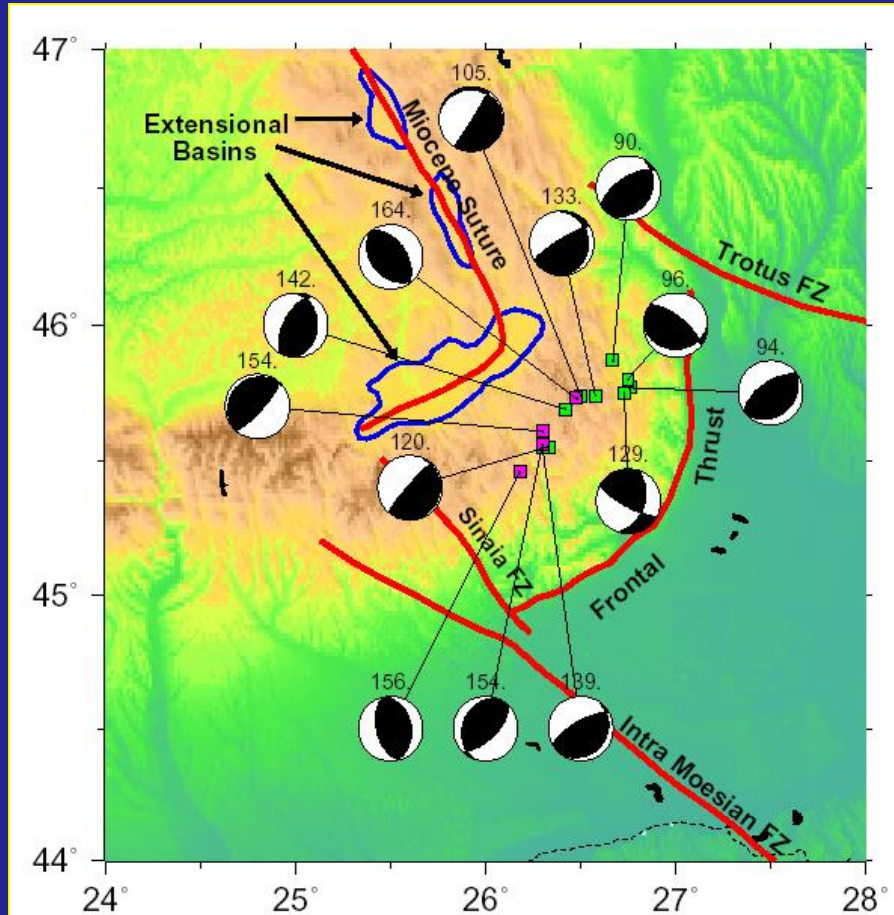 47°
46°
45°
44°
24°
25°
26°
27°
28°
Extensional
Basins
Miocene Suture
Trotus FZ
Sinaia FZ
Frontal
Thrust
Intra Moesian FZ
105.
90.
133.
164.
96.
142.
94.
154.
120.
129.
156.
154.
139.